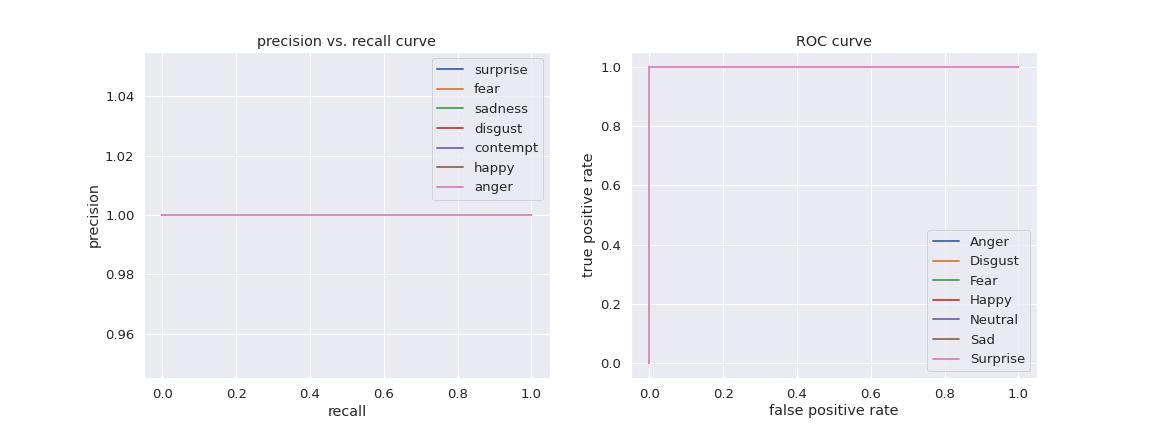 precision vs. recall curve
1.04
1.02
1.00
0.98
0.96
precision
surprise
fear
sadness
disgust
contempt
happy
anger
0.0 0.2 0.4 0.6 0.8 1.0
recall
ROC curve
1.0
0.8
0.6
0.4
0.2
0.0
true positive rate
Anger
Disgust
Fear
Happy
Neutral
Sad
Surprise
0.0 0.2 0.4 0.6 0.8 1.0
false positive rate